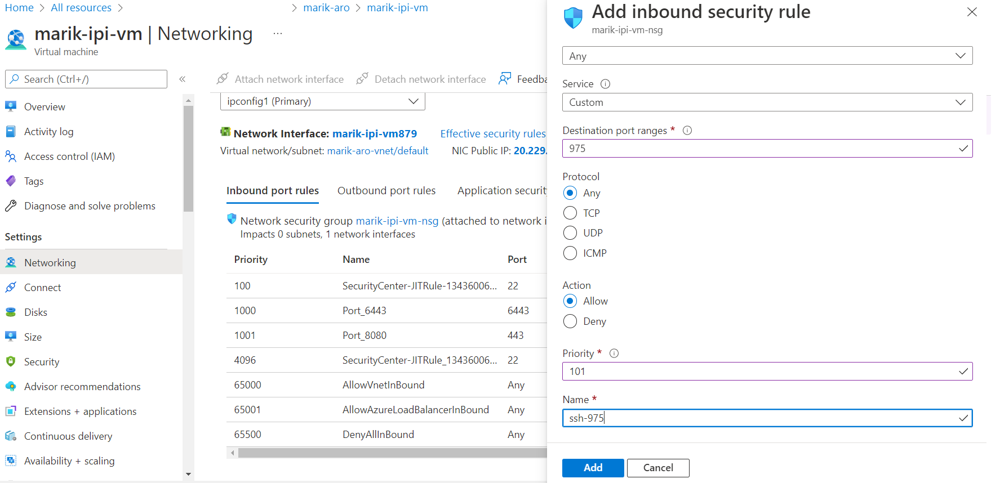 Home > All resources > > marik-aro > marik-ipi-vm
marik-ipi-vm | Networking ...
Virtual machine
Search (Ctrl+/)
«
Overview
Activity log
Access control (IAM)
Tags
Diagnose and solve problems
Settings
Networking
Connect
Disks
Size
Security
Advisor recommendations
Extensions + applications
Continuous delivery
Availability + scaling
Attach network interface Detach network interface Feedba
ipconfig1 (Primary)
Network Interface: marik-ipi-vm879 Effective security rules
Virtual network/subnet: marik-aro-vnet/default NIC Public IP: 20.229.
Inbound port rules Outbound port rules Application security
Network security group marik-ipi-vm-nsg (attached to network i
Impacts 0 subnets, 1 network interfaces
Priority Name Port
100 SecurityCenter-JITRule-13436006... 22
1000 Port_6443 6443
1001 Port_8080 443
4096 SecurityCenter-JITRule_13436006... 22
65000 AllowVnetInBound Any
65001 AllowAzureLoadBalancerInBound Any
65500 DenyAllInBound Any
Add inbound security rule
marik-ipi-vm-nsg
Any
Service
Custom
Destination port ranges *
975
Protocol
Any
TCP
UDP
ICMP
Action
Allow
Deny
Priority *
101
Name *
ssh-975
Add Cancel